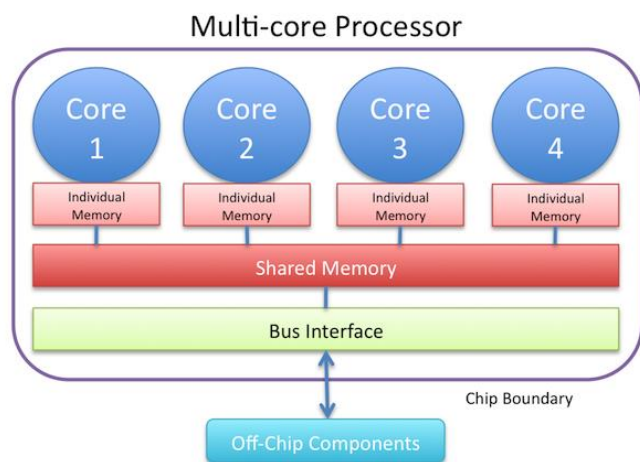 Multi-core Processor
Core
1
Core
2
Core
3
Core
4
Individual
Memory
Individual
Memory
Individual
Memory
Individual
Memory
Shared Memory
Bus Interface
Chip Boundary
Off-Chip Components